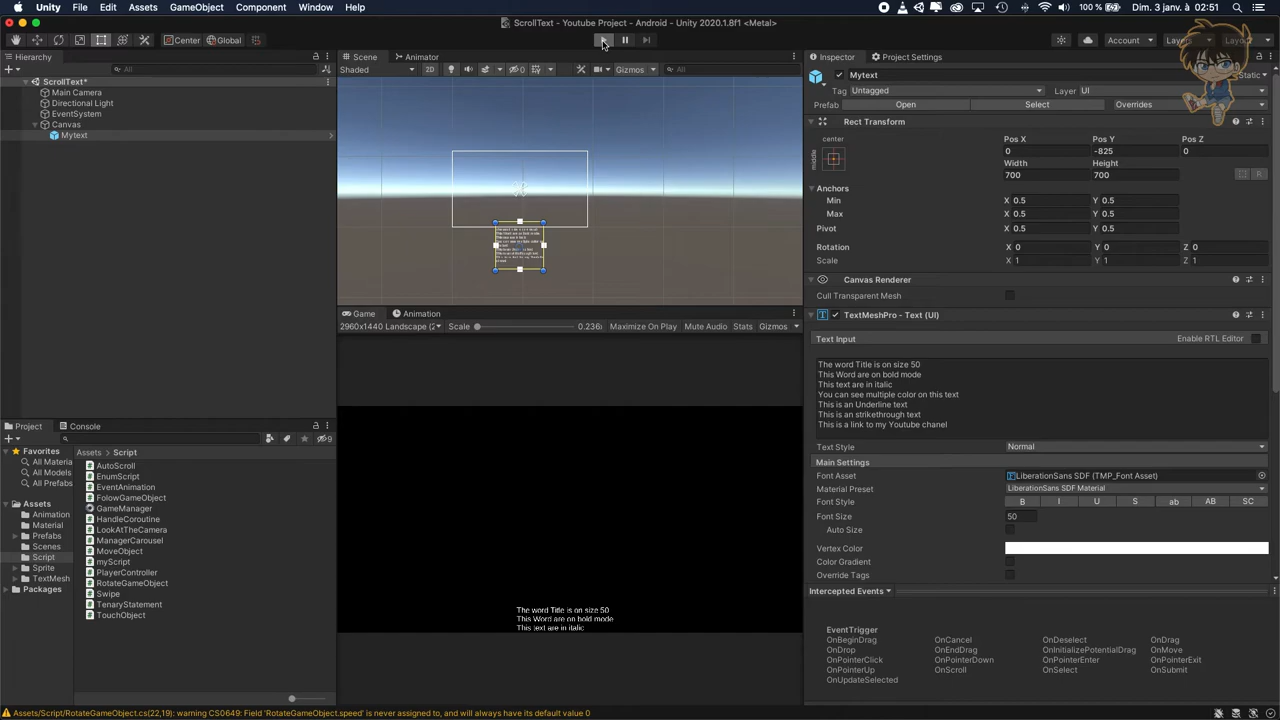 Unity File Edit Assets GameObject Component Window Help 100 % Dim 3 janv. à 02:51
ScrollText - Youtube Project - Android - Unity 2020.1.8f1 <Metal>
Center Global Account Layers
Hierarchy
All
ScrollText*
Main Camera
Directional Light
EventSystem
Canvas
Mytext
Scene Animator
Shaded 2D 0 Gizmos All
Game Animation
2960x1440 Landscape (2 Scale 0.236 Maximize On Play Mute Audio Stats Gizmos
The word Title is on size 50
This Word are on bold mode
This text are in italic
Project Console
9
Favorites
All Materia
All Models
All Prefabs
Assets
Animation
Material
Prefabs
Scenes
Script
Sprite
TextMesh
Packages
Assets > Script
AutoScroll
EnumScript
EventAnimation
FolowGameObject
GameManager
HandleCoroutine
LookAtTheCamera
ManagerCarousel
MoveObject
myScript
PlayerController
RotateGameObject
Swipe
TenaryStatement
TouchObject
Inspector Project Settings
Mytext Static
Tag Untagged Layer UI
Prefab Open Select Overrides
Rect Transform
center Pos X Pos Y Pos Z
middle 0 -825 0
Width Height
700 700
R
Anchors
Min X 0.5 Y 0.5
Max X 0.5 Y 0.5
Pivot X 0.5 Y 0.5
Rotation X 0 Y 0 Z 0
Scale X 1 Y 1 Z 1
Canvas Renderer
Cull Transparent Mesh
TextMeshPro - Text (UI)
Text Input Enable RTL Editor
The word Title is on size 50
This Word are on bold mode
This text are in italic
You can see multiple color on this text
This is an Underline text
This is an strikethrough text
This is a link to my Youtube chanel
Text Style Normal
Main Settings
Font Asset LiberationSans SDF (TMP_Font Asset)
Material Preset LiberationSans SDF Material
Font Style B I U S ab AB SC
Font Size 50
Auto Size
Vertex Color
Color Gradient
Override Tags
Intercepted Events
EventTrigger
OnBeginDrag OnCancel OnDeselect OnDrag
OnDrop OnEndDrag OnInitializePotentialDrag OnMove
OnPointerClick OnPointerDown OnPointerEnter OnPointerExit
OnPointerUp OnScroll OnSelect OnSubmit
OnUpdateSelected
Assets/Script/RotateGameObject.cs(22,19): warning CS0649: Field 'RotateGameObject.speed' is never assigned to, and will always have its default value 0